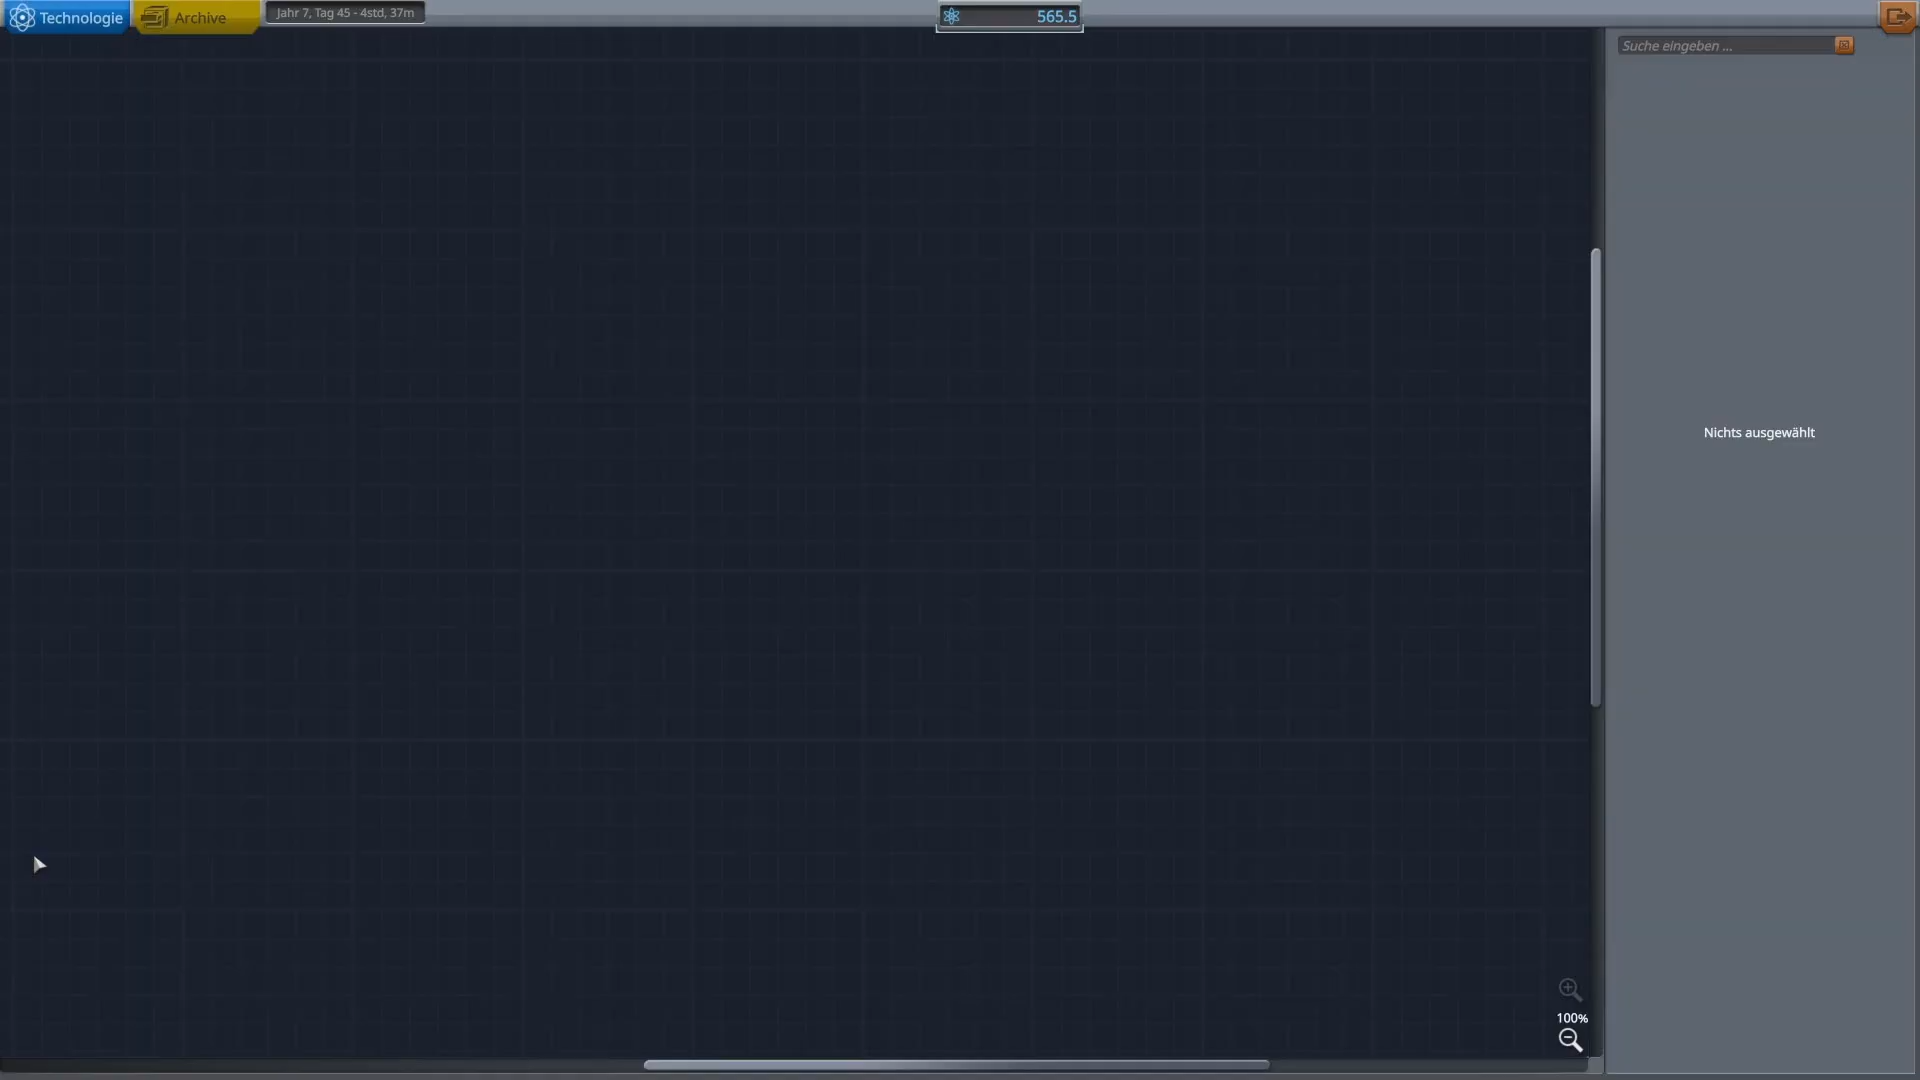 Technologie
Archive
Jahr 7, Tag 45 - 4std, 37m
565.5
Suche eingeben ...
Nichts ausgewählt
100%